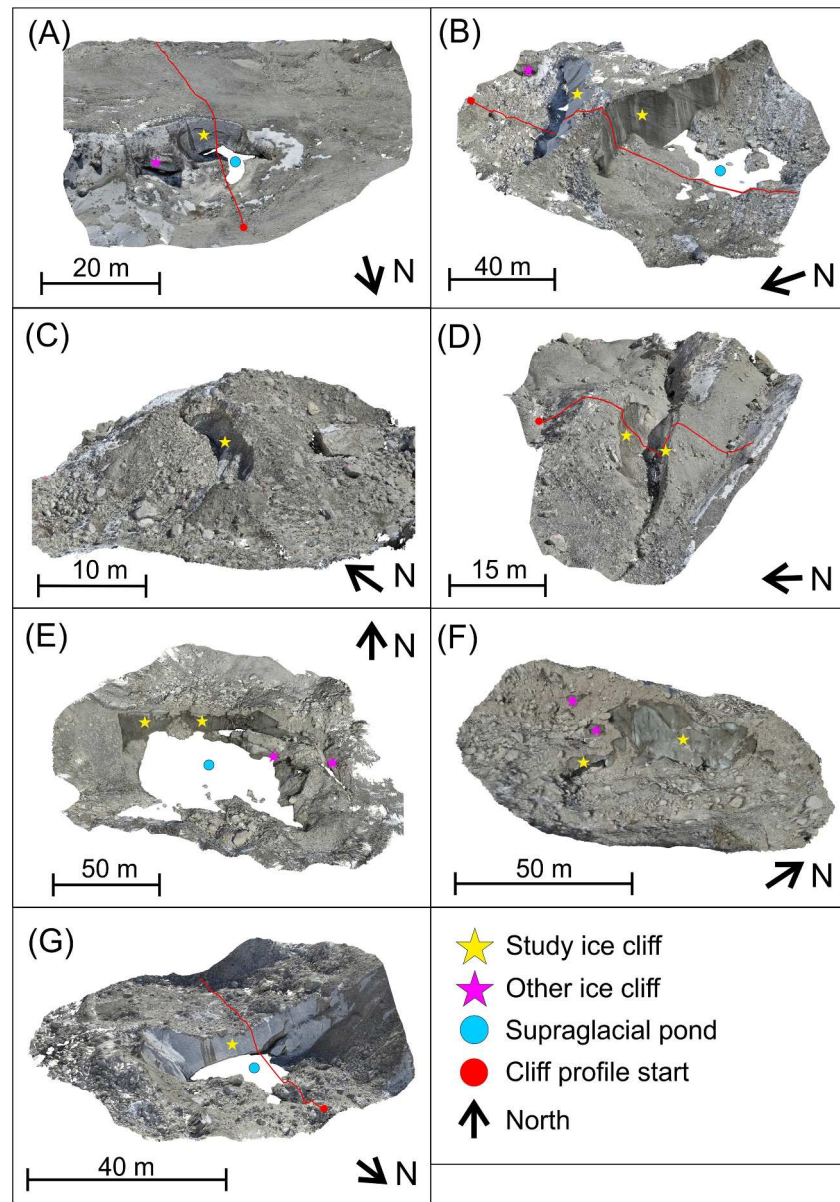 (A)
20 m
N
(B)
40 m
N
(C)
10 m
N
(D)
15 m
N
(E)
N
50 m
(F)
50 m
N
(G)
40 m
N
Study ice cliff
Other ice cliff
Supraglacial pond
Cliff profile start
North